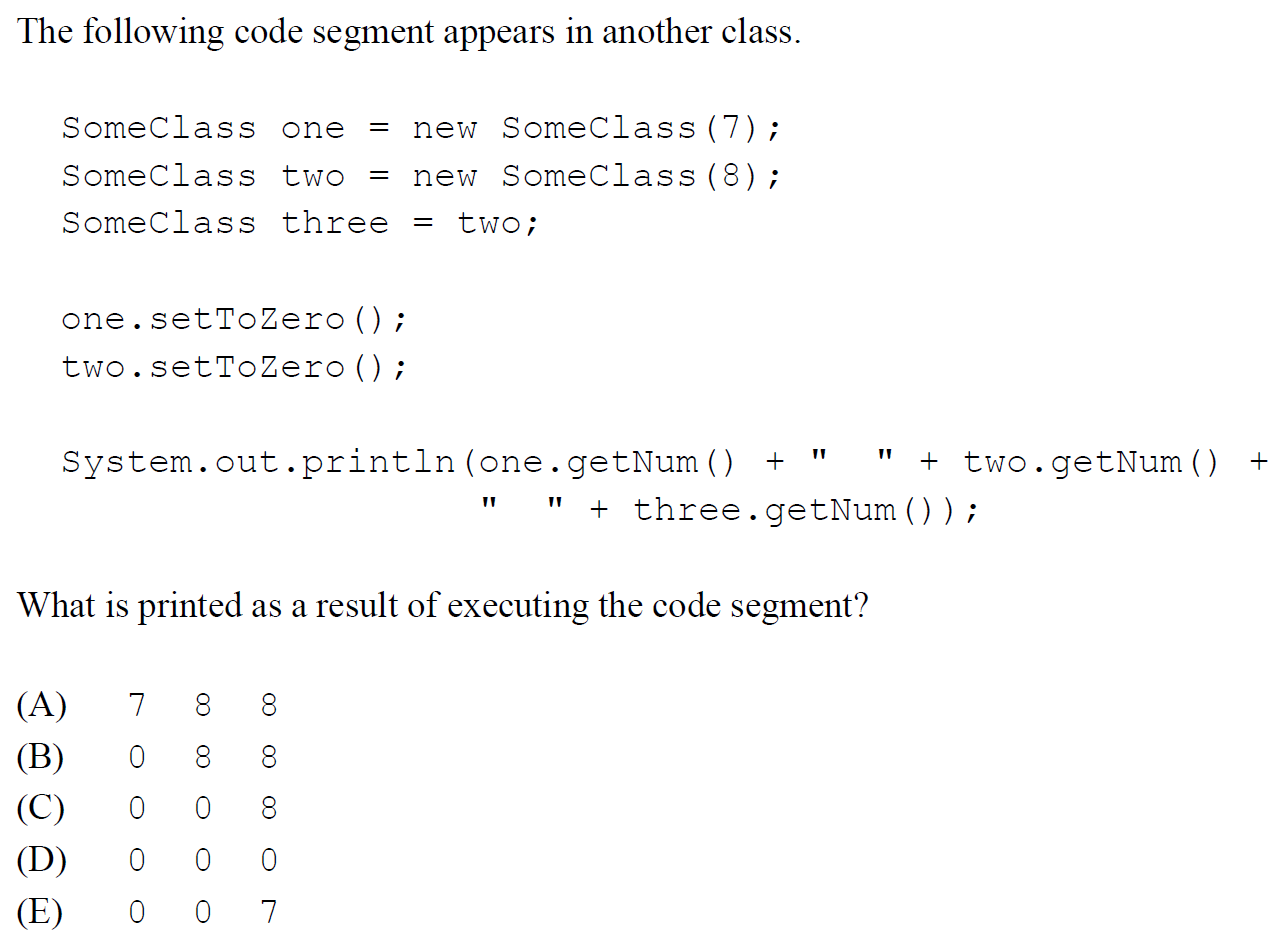 The following code segment appears in another class.
SomeClass one = new SomeClass(7);
SomeClass two = new SomeClass(8);
SomeClass three = two;
one.setToZero();
two.setToZero();
System.out.println(one.getNum() + "  " + two.getNum() +
"  " + three.getNum());
What is printed as a result of executing the code segment?
(A) 7 8 8
(B) 0 8 8
(C) 0 0 8
(D) 0 0 0
(E) 0 0 7